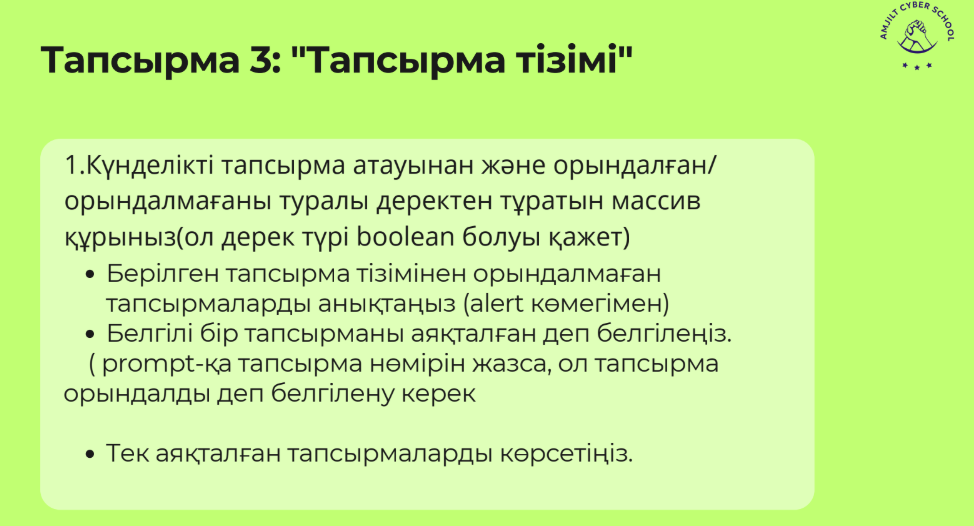 AMJILT CYBER SCHOOL
Тапсырма 3: "Тапсырма тізімі"
1.Күнделікті тапсырма атауынан және орындалған/
орындалмағаны туралы деректен тұратын массив
құрыныз(ол дерек түрі boolean болуы қажет)
• Берілген тапсырма тізімінен орындалмаған
тапсырмаларды анықтаңыз (alert көмегімен)
• Белгілі бір тапсырманы аяқталған деп белгілеңіз.
( prompt-қа тапсырма нөмірін жазса, ол тапсырма
орындалды деп белгілену керек
• Тек аяқталған тапсырмаларды көрсетіңіз.